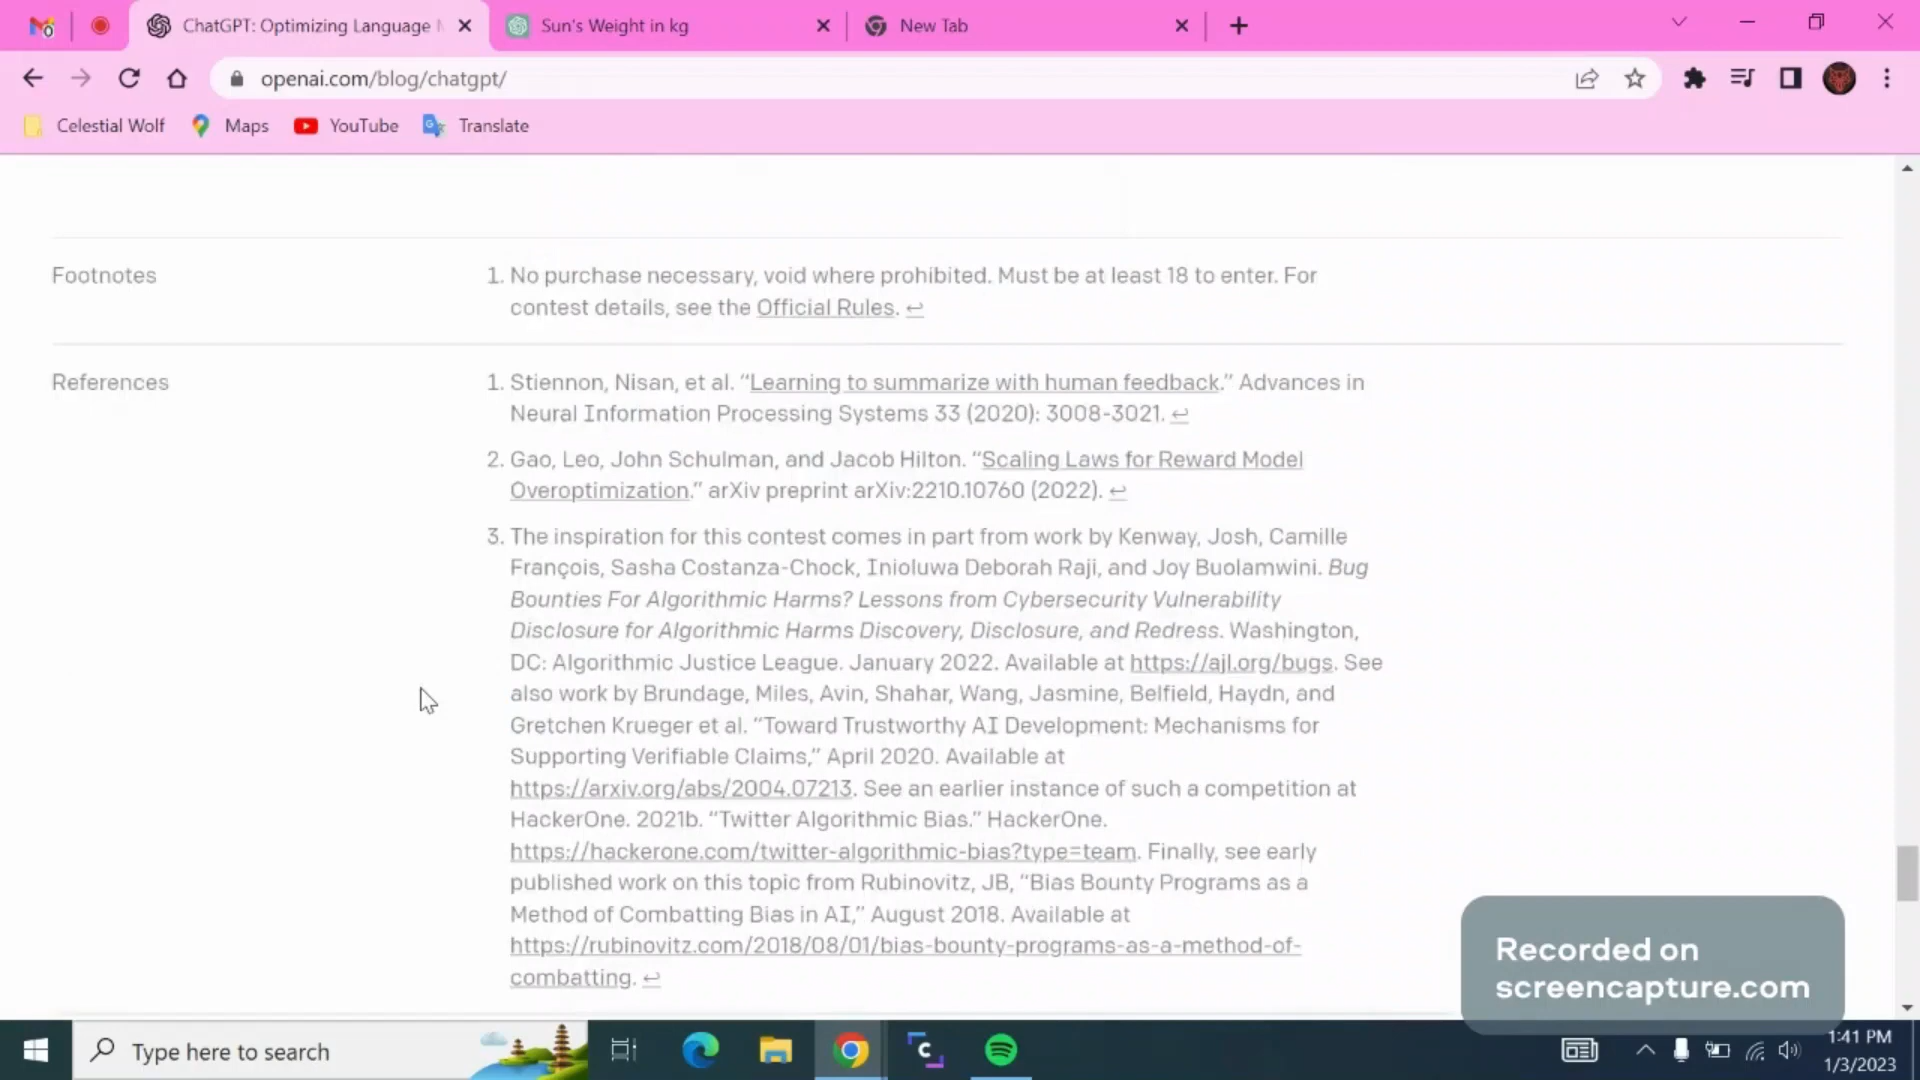 ChatGPT: Optimizing Language
Sun's Weight in kg
New Tab
openai.com/blog/chatgpt/
Celestial Wolf
Maps
YouTube
Translate
Footnotes
1. No purchase necessary, void where prohibited. Must be at least 18 to enter. For
contest details, see the Official Rules. ↩
References
1. Stiennon, Nisan, et al. “Learning to summarize with human feedback.” Advances in
Neural Information Processing Systems 33 (2020): 3008-3021. ↩
2. Gao, Leo, John Schulman, and Jacob Hilton. “Scaling Laws for Reward Model
Overoptimization.” arXiv preprint arXiv:2210.10760 (2022). ↩
3. The inspiration for this contest comes in part from work by Kenway, Josh, Camille
François, Sasha Costanza-Chock, Inioluwa Deborah Raji, and Joy Buolamwini. Bug
Bounties For Algorithmic Harms? Lessons from Cybersecurity Vulnerability
Disclosure for Algorithmic Harms Discovery, Disclosure, and Redress. Washington,
DC: Algorithmic Justice League. January 2022. Available at https://ajl.org/bugs. See
also work by Brundage, Miles, Avin, Shahar, Wang, Jasmine, Belfield, Haydn, and
Gretchen Krueger et al. “Toward Trustworthy AI Development: Mechanisms for
Supporting Verifiable Claims,” April 2020. Available at
https://arxiv.org/abs/2004.07213. See an earlier instance of such a competition at
HackerOne. 2021b. “Twitter Algorithmic Bias.” HackerOne.
https://hackerone.com/twitter-algorithmic-bias?type=team. Finally, see early
published work on this topic from Rubinovitz, JB, “Bias Bounty Programs as a
Method of Combatting Bias in AI,” August 2018. Available at
https://rubinovitz.com/2018/08/01/bias-bounty-programs-as-a-method-of-
combatting. ↩
Recorded on
screencapture.com
Type here to search
1:41 PM
1/3/2023